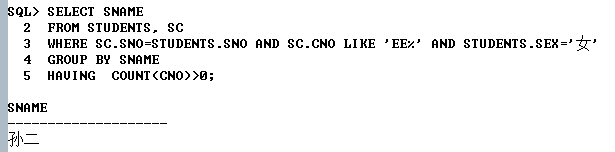 SQL> SELECT SNAME
2 FROM STUDENTS, SC
3 WHERE SC.SNO=STUDENTS.SNO AND SC.CNO LIKE 'EE%' AND STUDENTS.SEX='女'
4 GROUP BY SNAME
5 HAVING COUNT(CNO)>=0;
SNAME
--------------------
孙二